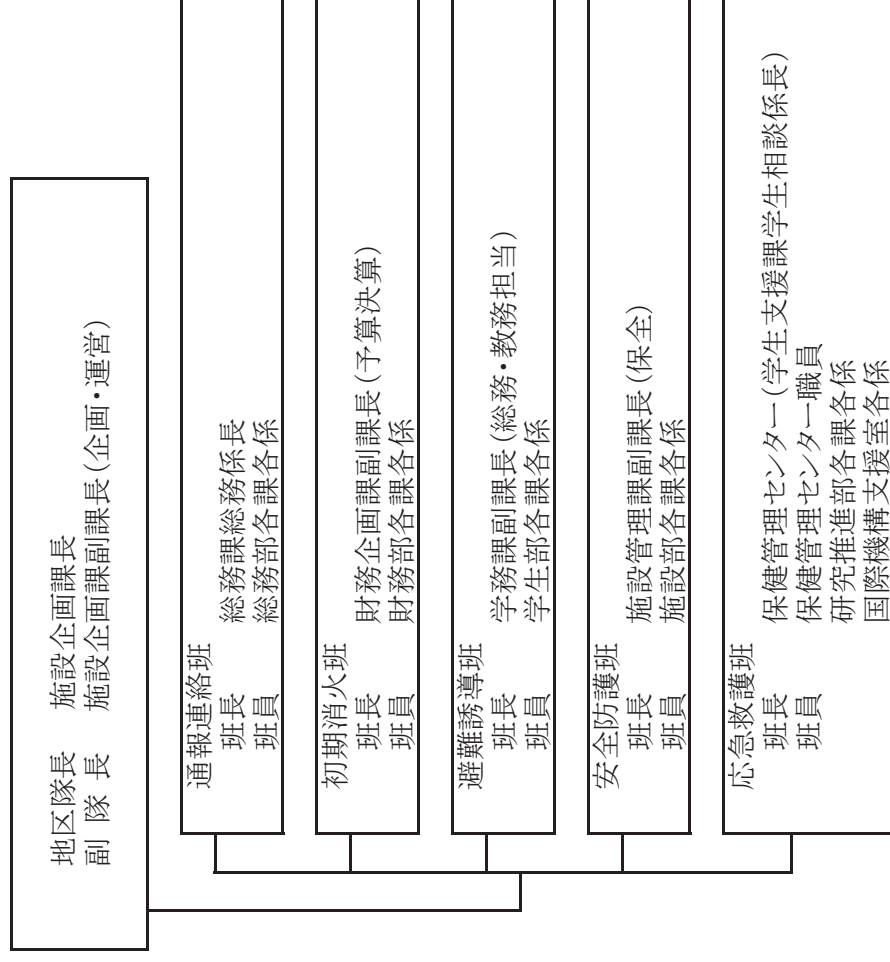 地区隊長 施設企画課長
副隊長 施設企画課副課長(企画・運営)
通報連絡班
班長 総務課総務係長
班員 総務部各課各係
初期消火班
班長 財務企画課副課長(予算決算)
班員 財務部各課各係
避難誘導班
班長 学務課副課長(総務・教務担当)
班員 学生部各課各係
安全防護班
班長 施設管理課副課長(保全)
班員 施設部各課各係
応急救護班
班長 保健管理センター(学生支援課学生相談係長)
班員 保健管理センター職員
研究推進部各課各係
国際機構支援室各係